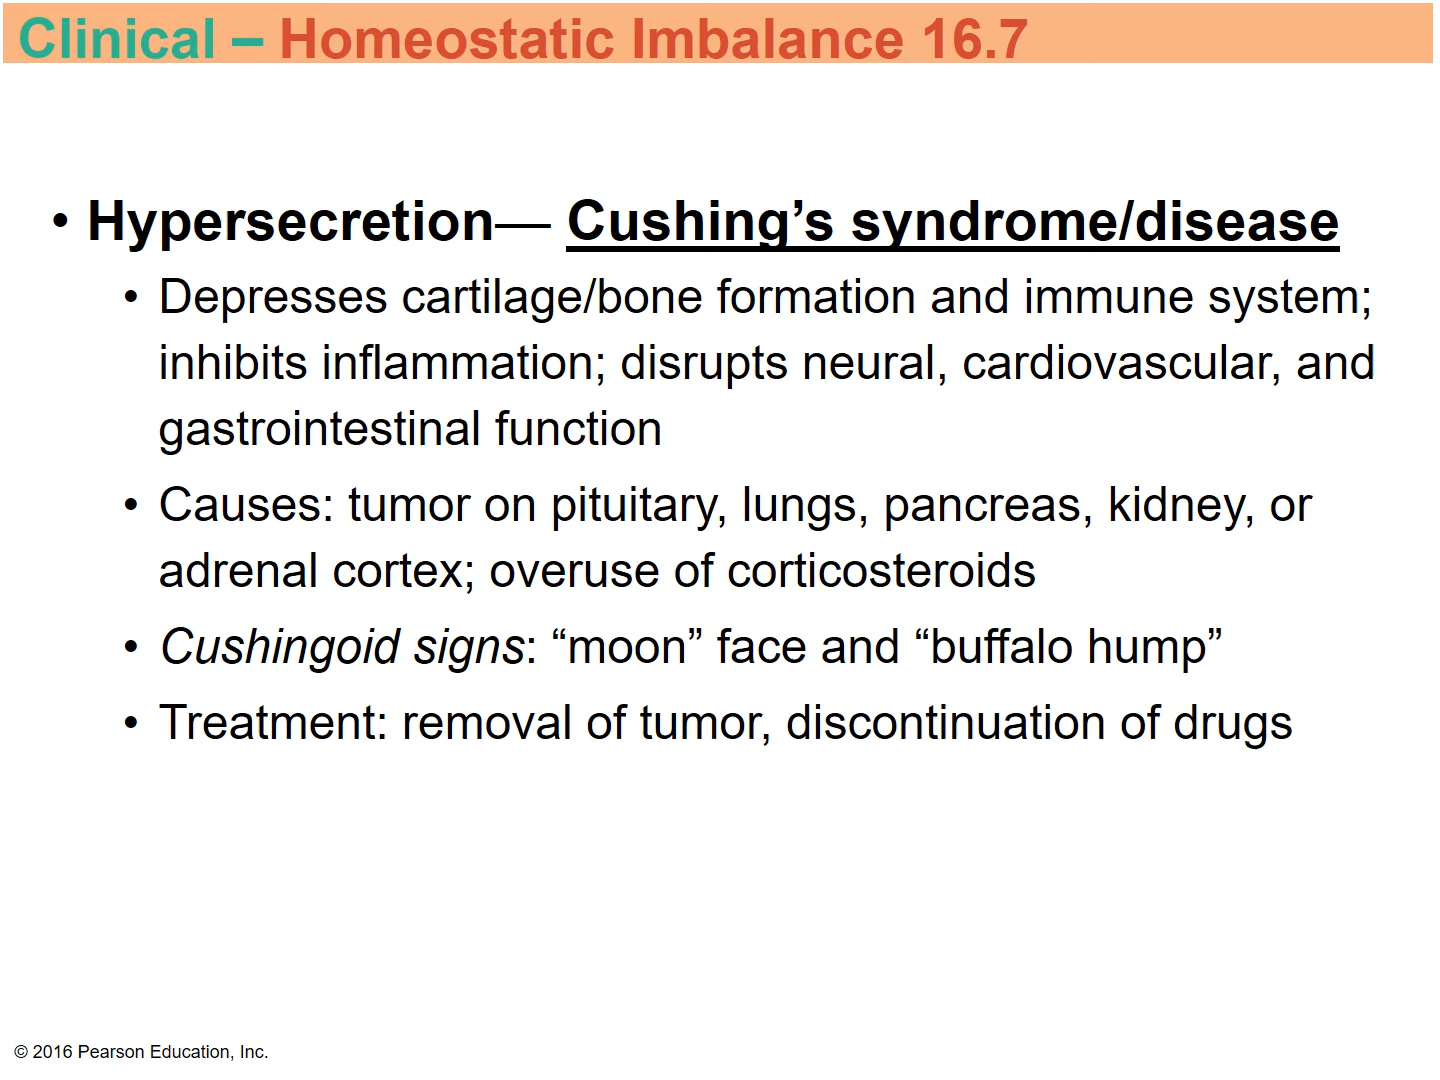 Clinical – Homeostatic Imbalance 16.7
• Hypersecretion— Cushing’s syndrome/disease
• Depresses cartilage/bone formation and immune system;
inhibits inflammation; disrupts neural, cardiovascular, and
gastrointestinal function
• Causes: tumor on pituitary, lungs, pancreas, kidney, or
adrenal cortex; overuse of corticosteroids
• Cushingoid signs: “moon” face and “buffalo hump”
• Treatment: removal of tumor, discontinuation of drugs
© 2016 Pearson Education, Inc.